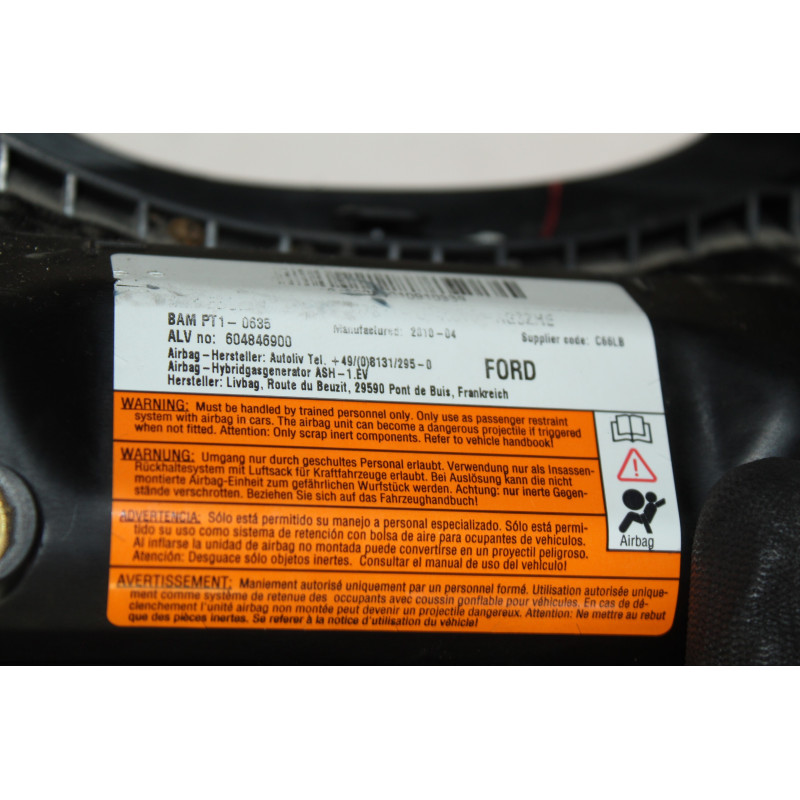 BAM PT1-0635
Manufactured: 2010-04
Supplier code: C66LB
ALV no: 604846900
Airbag-Hersteller: Autoliv Tel. +49/(0)8131/295-0
Airbag-Hybridgasgenerator ASH-1.EV
FORD
Hersteller: Livbag, Route du Beuzit, 29590 Pont de Buis, Frankreich
WARNING: Must be handled by trained personnel only. Only use as passenger restraint
system with airbag in cars. The airbag unit can become a dangerous projectile if triggered
when not fitted. Attention: Only scrap inert components. Refer to vehicle handbook!
WARNUNG: Umgang nur durch geschultes Personal erlaubt. Verwendung nur als Insassen-
Rückhaltesystem mit Luftsack für Kraftfahrzeuge erlaubt. Bei Auslösung kann die nicht
montierte Airbag-Einheit zum gefährlichen Wurfstück werden. Achtung: nur inerte Gegen-
stände verschrotten. Beziehen Sie sich auf das Fahrzeughandbuch!
ADVERTENCIA: Sólo está permitido su manejo a personal especializado. Sólo está permi-
tido su uso como sistema de retención con bolsa de aire para ocupantes de vehículos.
Al inflarse la unidad de airbag no montada puede convertirse en un proyectil peligroso.
Atención: Desguace sólo objetos inertes. Consultar el manual de uso del vehículo!
AVERTISSEMENT: Maniement autorisé uniquement par un personnel formé. Utilisation autorisée unique-
ment comme système de retenue des occupants avec coussin gonflable pour véhicules. En cas de dé-
clenchement l'unité airbag non montée peut devenir un projectile dangereux. Attention: Ne mettre au rebut
que des pièces inertes. Se referer à la notice d'utilisation du véhicule!
Airbag